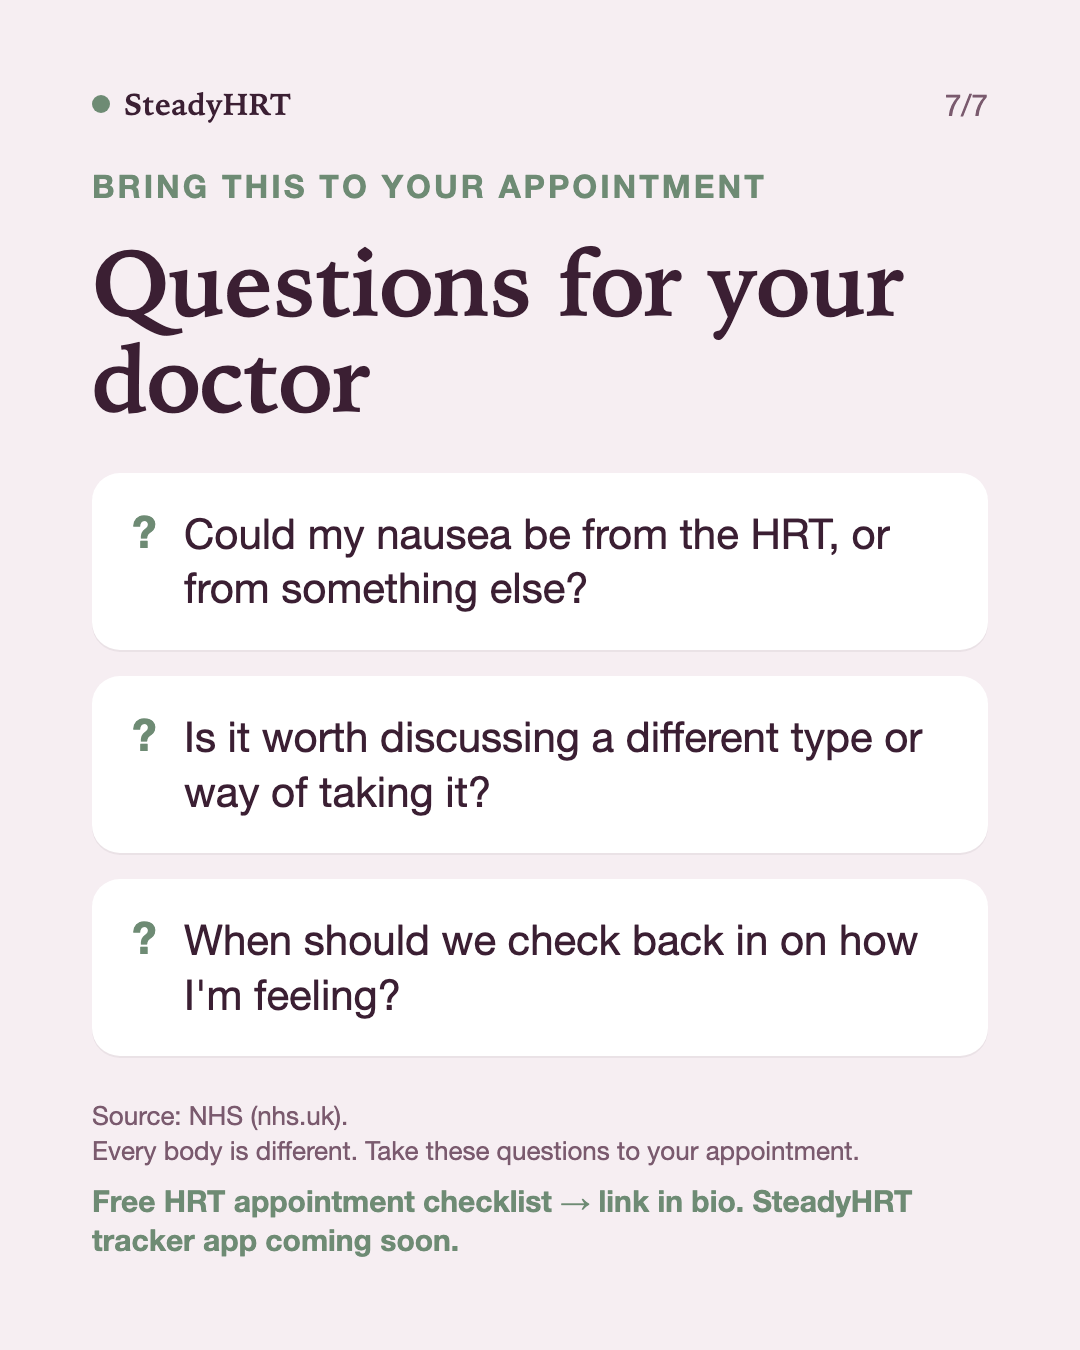 SteadyHRT
7/7
BRING THIS TO YOUR APPOINTMENT
Questions for your
doctor
? Could my nausea be from the HRT, or
from something else?
? Is it worth discussing a different type or
way of taking it?
? When should we check back in on how
I'm feeling?
Source: NHS (nhs.uk).
Every body is different. Take these questions to your appointment.
Free HRT appointment checklist → link in bio. SteadyHRT
tracker app coming soon.